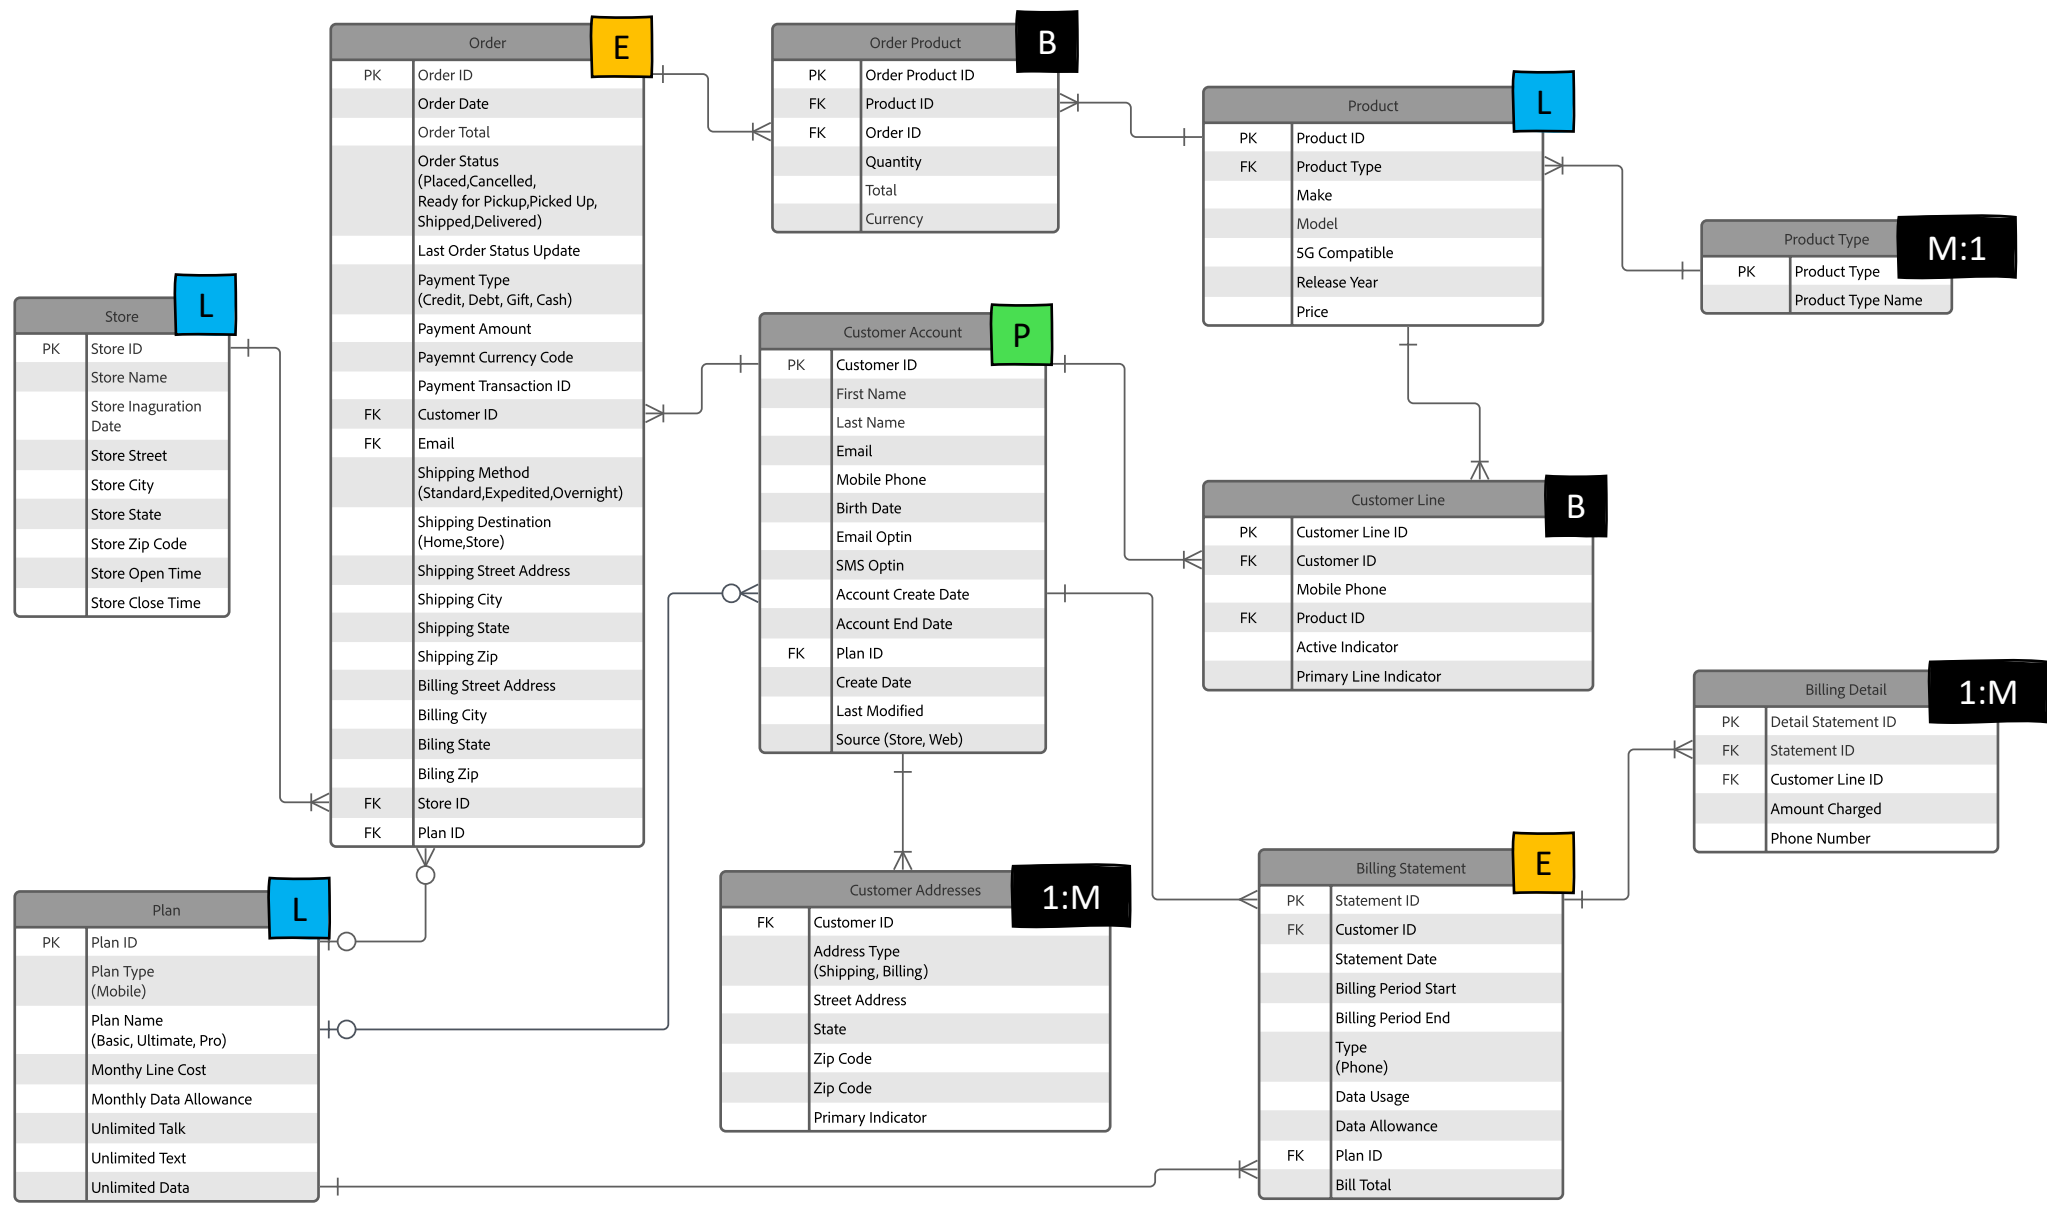 Order
E
PK Order ID
Order Date
Order Total
Order Status
(Placed,Cancelled,
Ready for Pickup,Picked Up,
Shipped,Delivered)
Last Order Status Update
Payment Type
(Credit, Debt, Gift, Cash)
Payment Amount
Payemnt Currency Code
Payment Transaction ID
FK Customer ID
FK Email
Shipping Method
(Standard,Expedited,Overnight)
Shipping Destination
(Home,Store)
Shipping Street Address
Shipping City
Shipping State
Shipping Zip
Billing Street Address
Billing City
Biling State
Biling Zip
FK Store ID
FK Plan ID
Order Product
B
PK Order Product ID
FK Product ID
FK Order ID
Quantity
Total
Currency
Product
L
PK Product ID
FK Product Type
Make
Model
5G Compatible
Release Year
Price
Product Type
M:1
PK Product Type
Product Type Name
Store
L
PK Store ID
Store Name
Store Inaguration
Date
Store Street
Store City
Store State
Store Zip Code
Store Open Time
Store Close Time
Customer Account
P
PK Customer ID
First Name
Last Name
Email
Mobile Phone
Birth Date
Email Optin
SMS Optin
Account Create Date
Account End Date
FK Plan ID
Create Date
Last Modified
Source (Store, Web)
Customer Line
B
PK Customer Line ID
FK Customer ID
Mobile Phone
FK Product ID
Active Indicator
Primary Line Indicator
Billing Detail
1:M
PK Detail Statement ID
FK Statement ID
FK Customer Line ID
Amount Charged
Phone Number
Plan
L
PK Plan ID
Plan Type
(Mobile)
Plan Name
(Basic, Ultimate, Pro)
Monthy Line Cost
Monthly Data Allowance
Unlimited Talk
Unlimited Text
Unlimited Data
Customer Addresses
1:M
FK Customer ID
Address Type
(Shipping, Billing)
Street Address
State
Zip Code
Zip Code
Primary Indicator
Billing Statement
E
PK Statement ID
FK Customer ID
Statement Date
Billing Period Start
Billing Period End
Type
(Phone)
Data Usage
Data Allowance
FK Plan ID
Bill Total